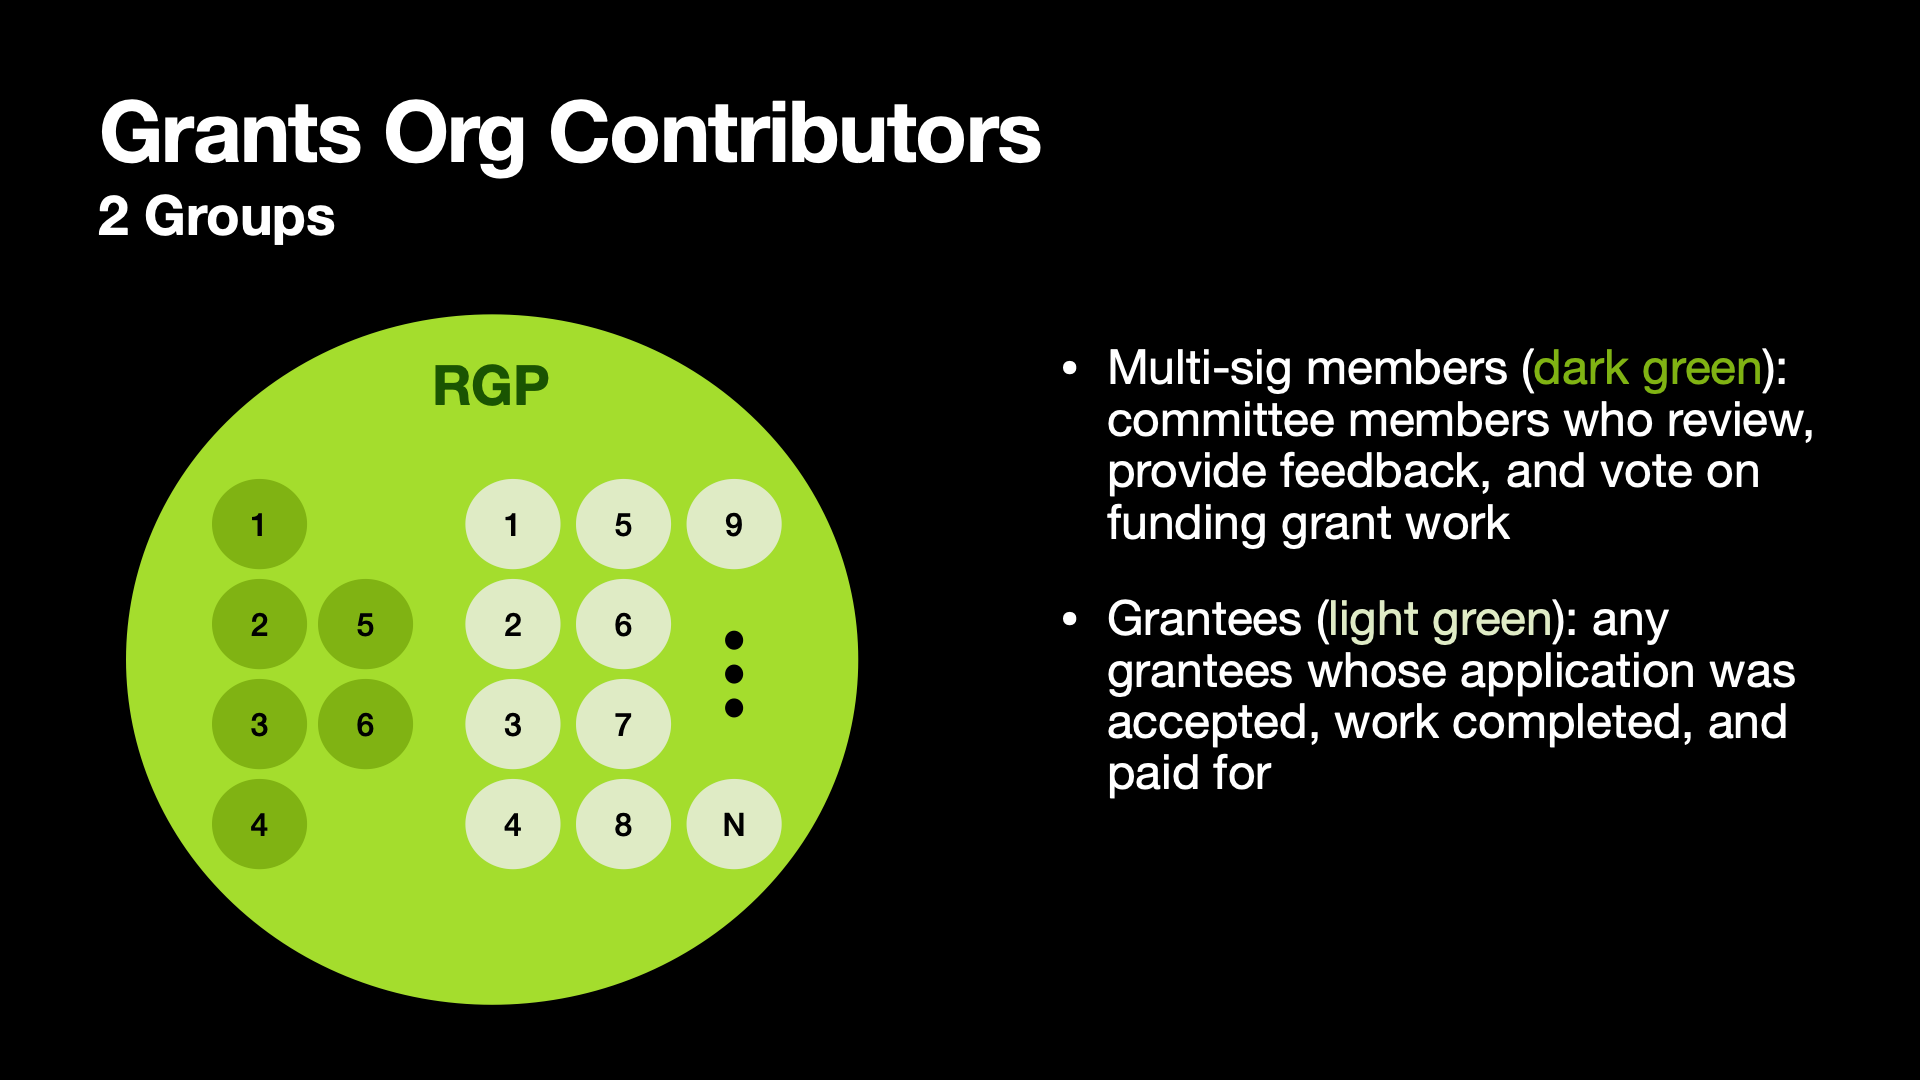 Grants Org Contributors
2 Groups
RGP
1
2 5
3 6
4
1 5 9
2 6
3 7
4 8 N
• Multi-sig members (dark green):
committee members who review,
provide feedback, and vote on
funding grant work
• Grantees (light green): any
grantees whose application was
accepted, work completed, and
paid for